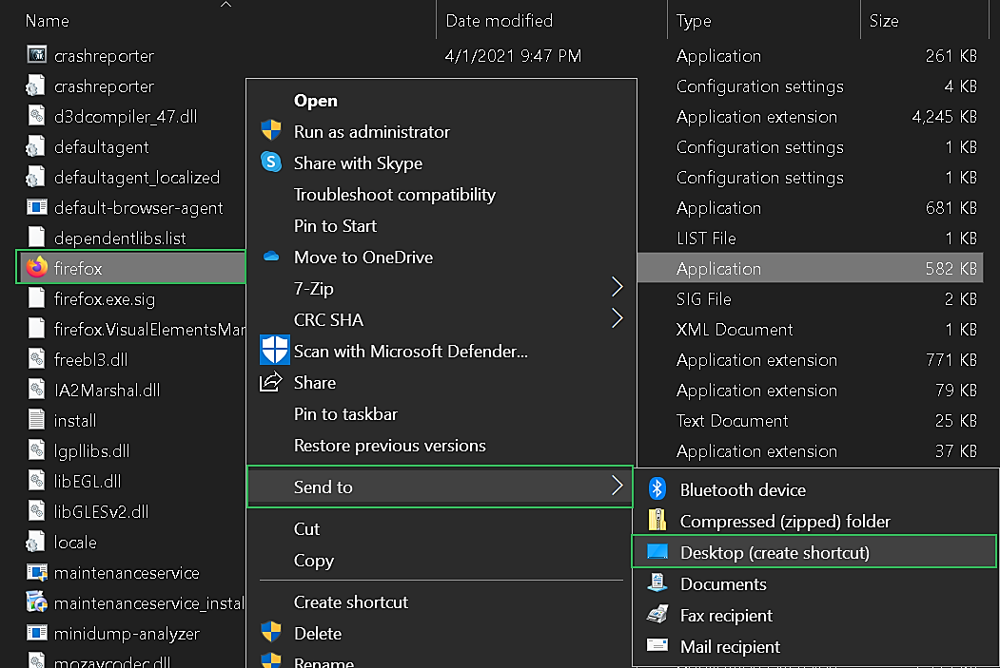 Name Date modified Type Size
crashreporter 4/1/2021 9:47 PM Application 261 KB
crashreporter Configuration settings 4 KB
d3dcompiler_47.dll Application extension 4,245 KB
defaultagent Configuration settings 1 KB
defaultagent_localized Configuration settings 1 KB
default-browser-agent Application 681 KB
dependentlibs.list LIST File 1 KB
firefox Application 582 KB
firefox.exe.sig SIG File 2 KB
firefox.VisualElementsMar XML Document 1 KB
freebl3.dll Application extension 771 KB
IA2Marshal.dll Application extension 79 KB
install Text Document 25 KB
lgpllibs.dll Application extension 37 KB
libEGL.dll
libGLESv2.dll
locale
maintenanceservice
maintenanceservice_instal
minidump-analyzer
mozavcodec.dll
Open
Run as administrator
Share with Skype
Troubleshoot compatibility
Pin to Start
Move to OneDrive
7-Zip
CRC SHA
Scan with Microsoft Defender...
Share
Pin to taskbar
Restore previous versions
Send to
Cut
Copy
Create shortcut
Delete
Rename
Bluetooth device
Compressed (zipped) folder
Desktop (create shortcut)
Documents
Fax recipient
Mail recipient